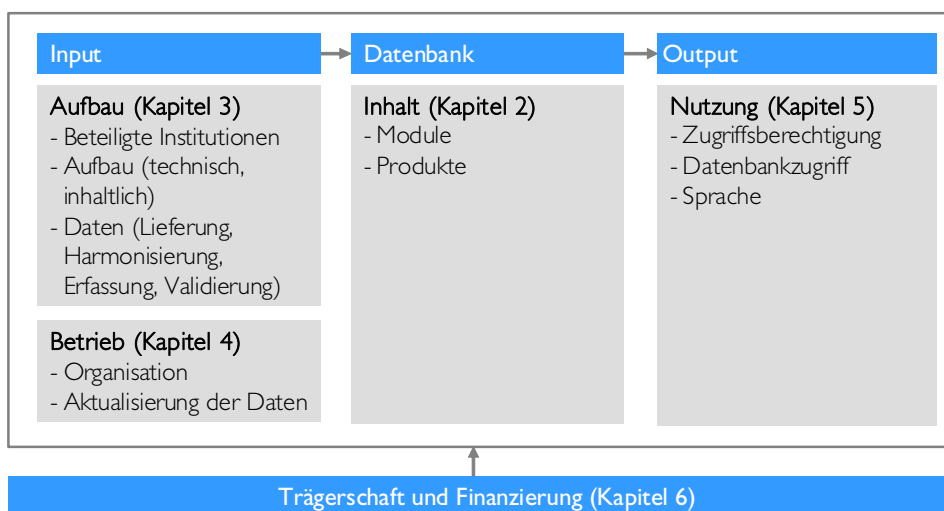 Input
Aufbau (Kapitel 3)
- Beteiligte Institutionen
- Aufbau (technisch,
inhaltlich)
- Daten (Lieferung,
Harmonisierung,
Erfassung, Validierung)
Betrieb (Kapitel 4)
- Organisation
- Aktualisierung der Daten
Datenbank
Inhalt (Kapitel 2)
- Module
- Produkte
Output
Nutzung (Kapitel 5)
- Zugriffsberechtigung
- Datenbankzugriff
- Sprache
Trägerschaft und Finanzierung (Kapitel 6)